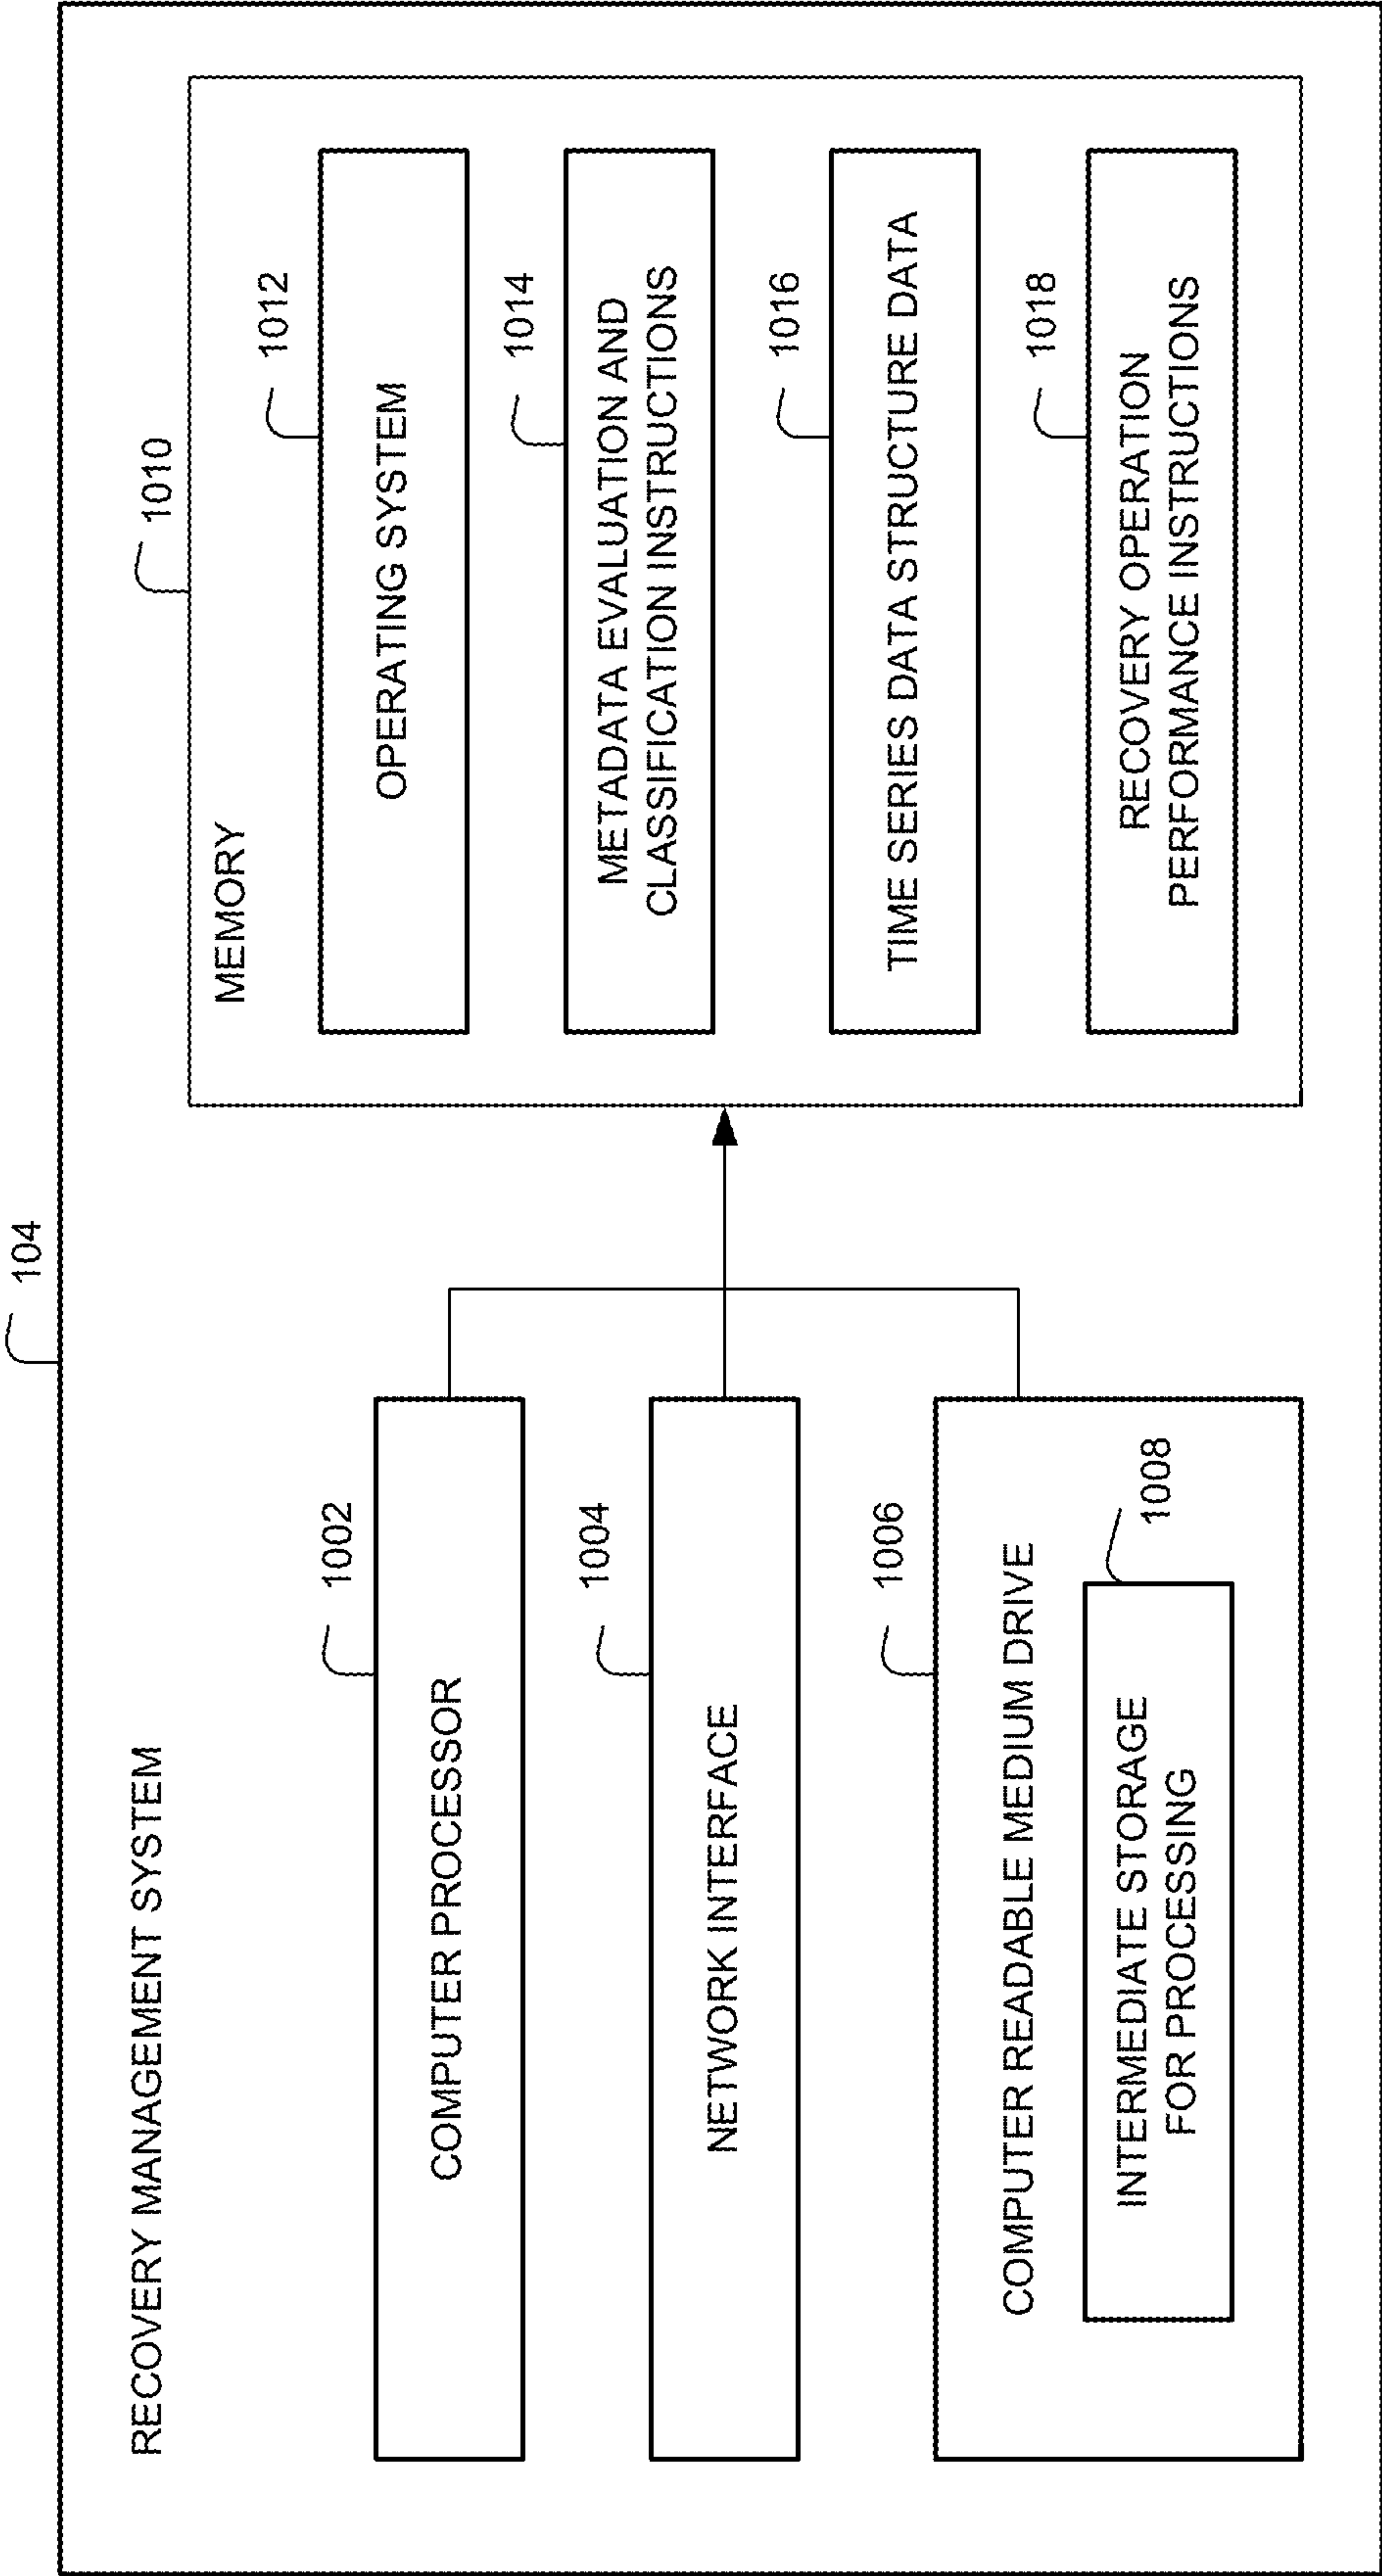 104
RECOVERY MANAGEMENT SYSTEM
1002
COMPUTER PROCESSOR
1004
NETWORK INTERFACE
1006
COMPUTER READABLE MEDIUM DRIVE
1008
INTERMEDIATE STORAGE
FOR PROCESSING
1010
MEMORY
1012
OPERATING SYSTEM
1014
METADATA EVALUATION AND
CLASSIFICATION INSTRUCTIONS
1016
TIME SERIES DATA STRUCTURE DATA
1018
RECOVERY OPERATION
PERFORMANCE INSTRUCTIONS